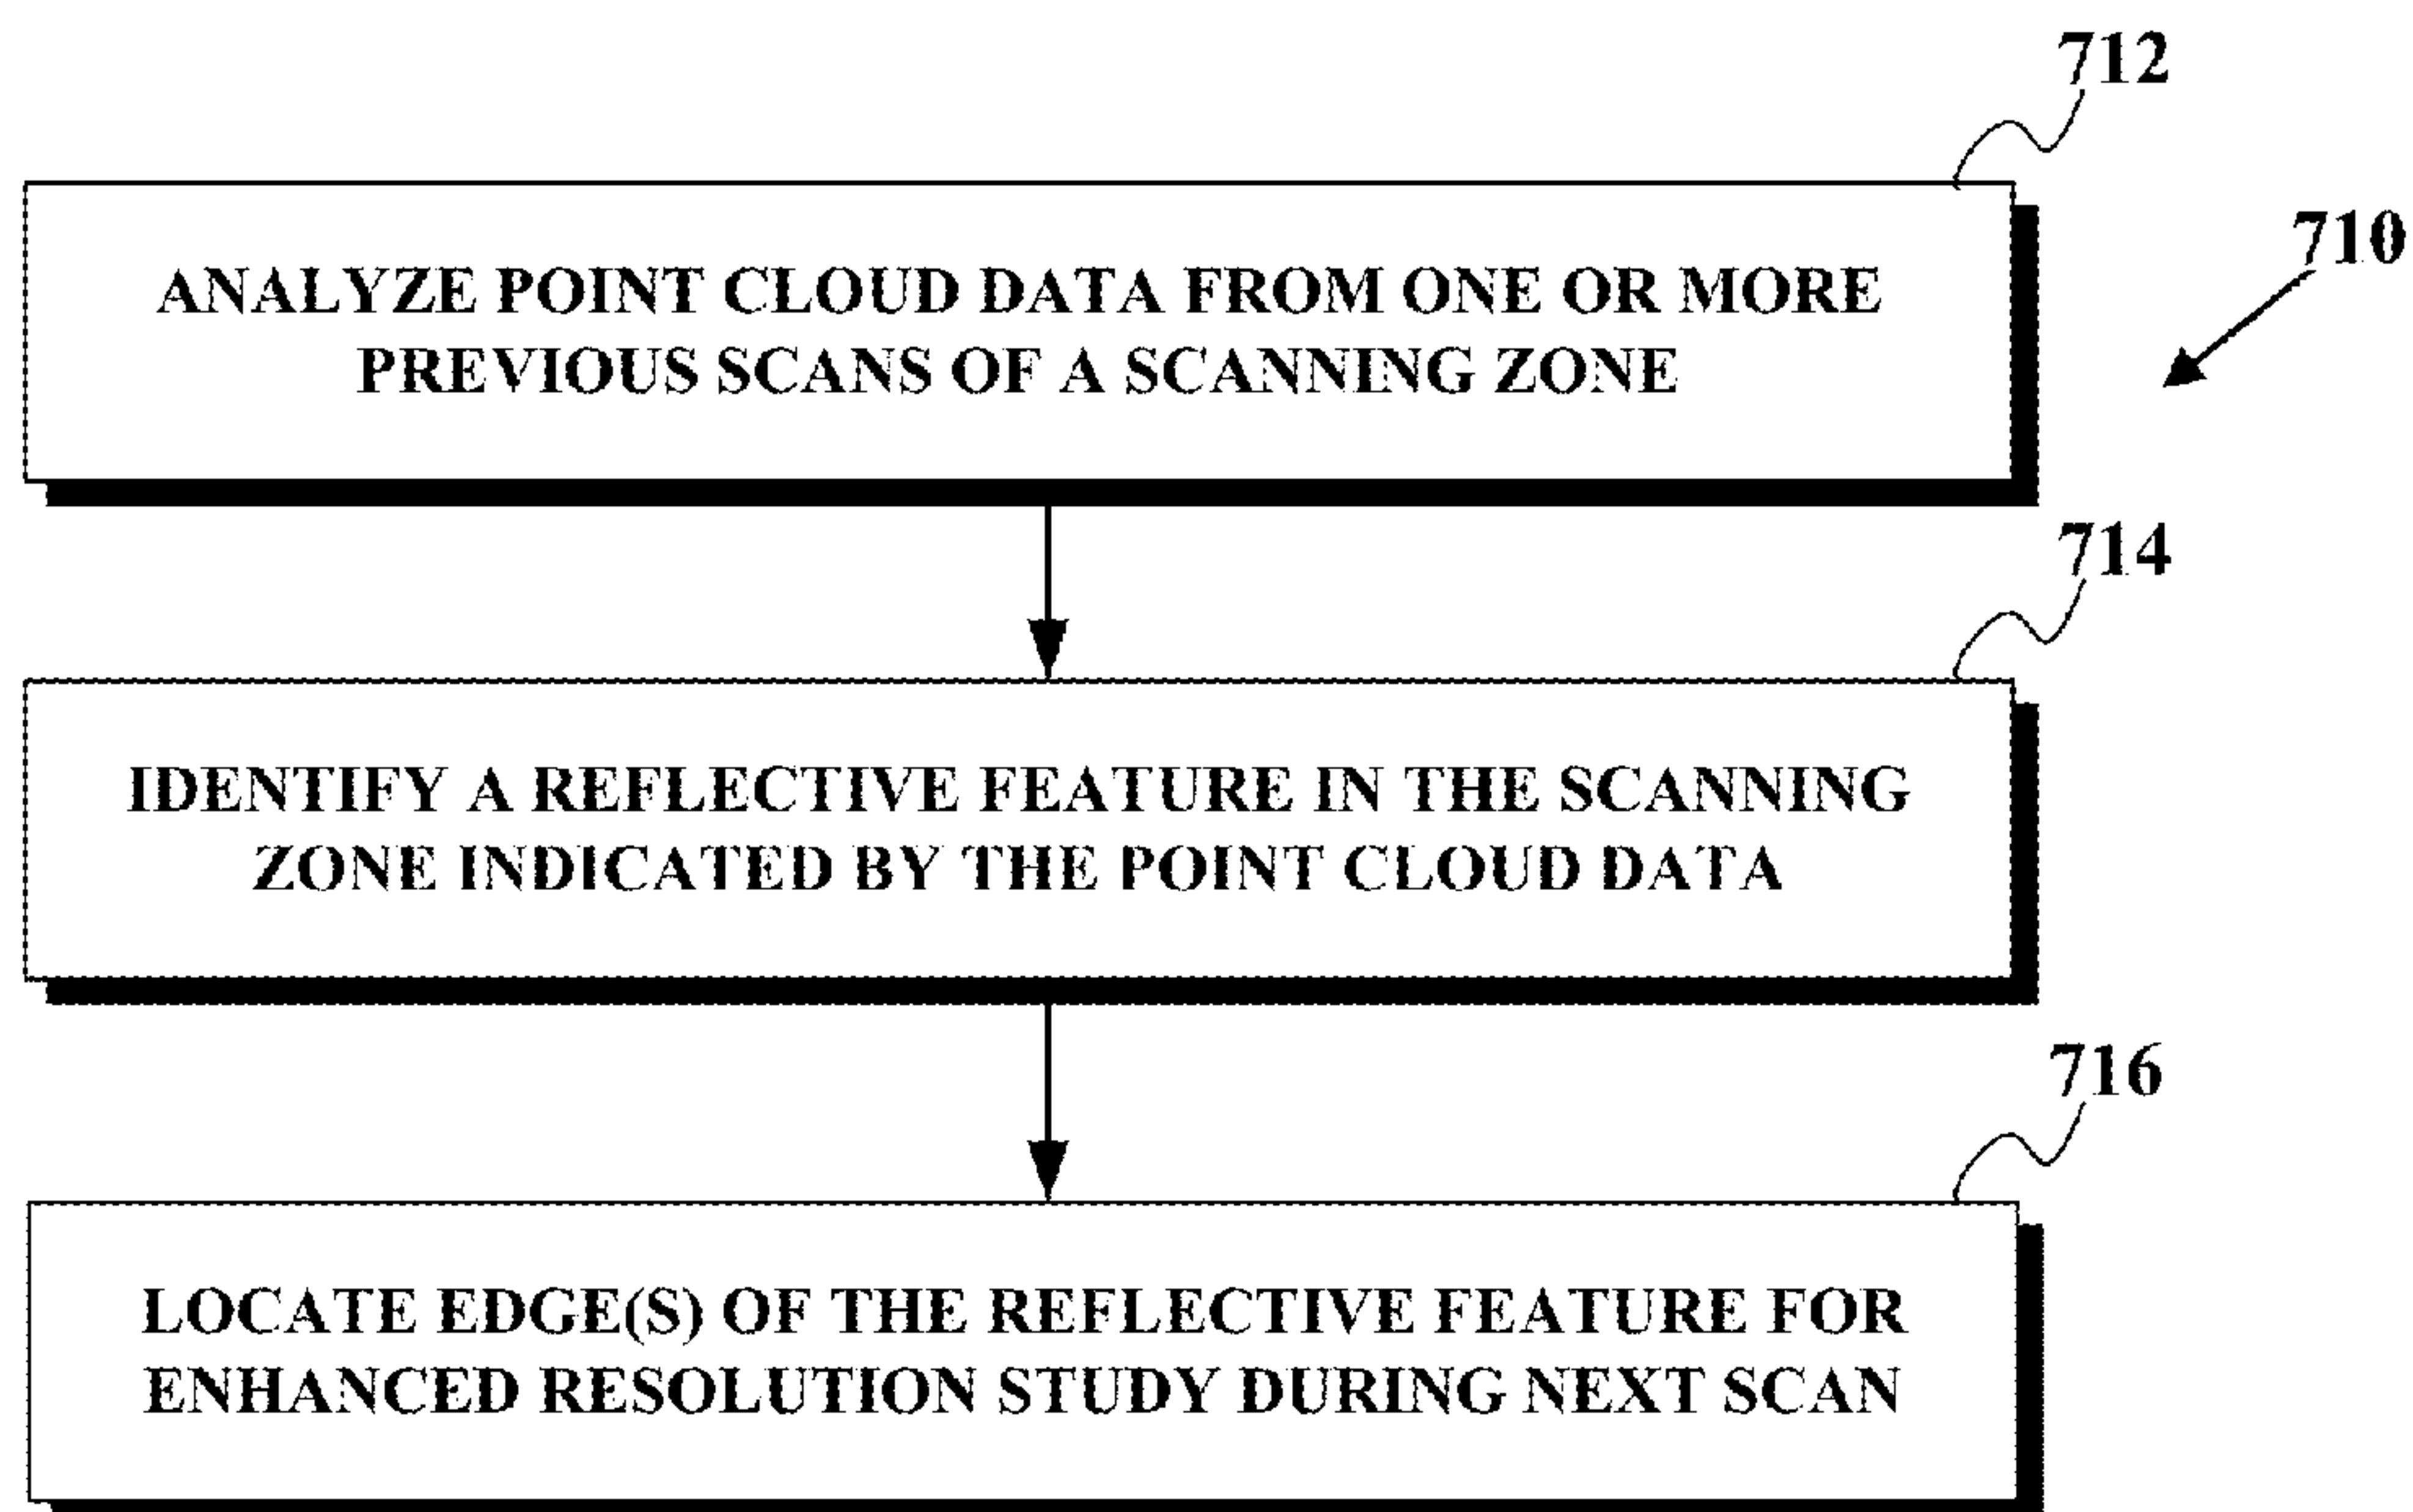 712
710
ANALYZE POINT CLOUD DATA FROM ONE OR MORE
PREVIOUS SCANS OF A SCANNING ZONE
714
IDENTIFY A REFLECTIVE FEATURE IN THE SCANNING
ZONE INDICATED BY THE POINT CLOUD DATA
716
LOCATE EDGE(S) OF THE REFLECTIVE FEATURE FOR
ENHANCED RESOLUTION STUDY DURING NEXT SCAN